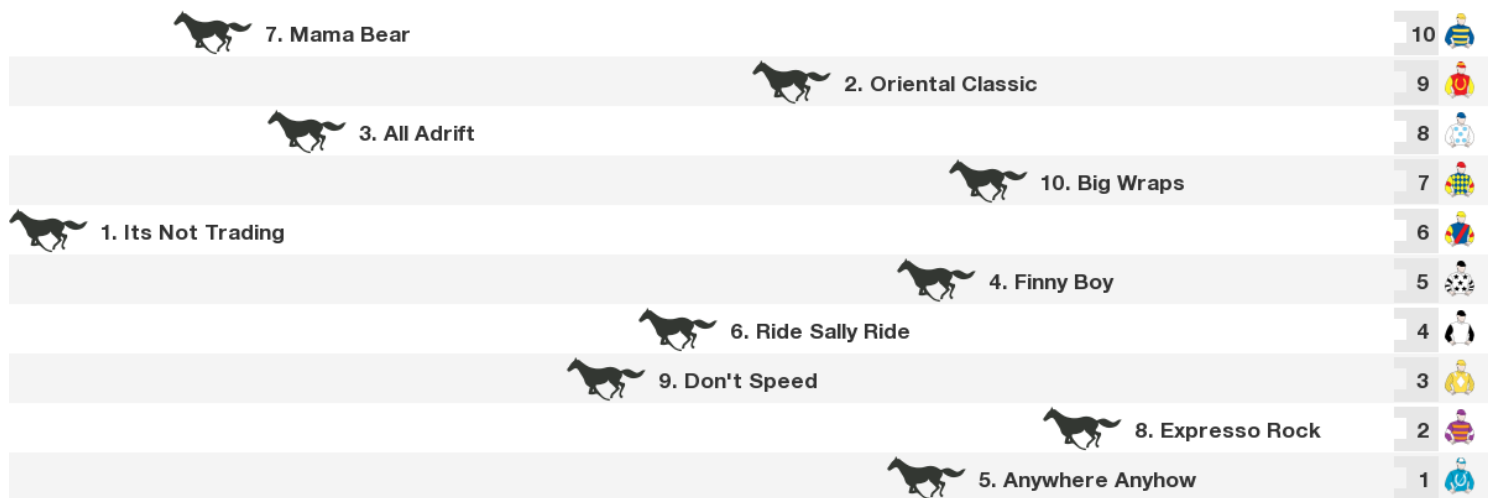 7. Mama Bear 10
2. Oriental Classic 9
3. All Adrift 8
10. Big Wraps 7
1. Its Not Trading 6
4. Finny Boy 5
6. Ride Sally Ride 4
9. Don't Speed 3
8. Expresso Rock 2
5. Anywhere Anyhow 1